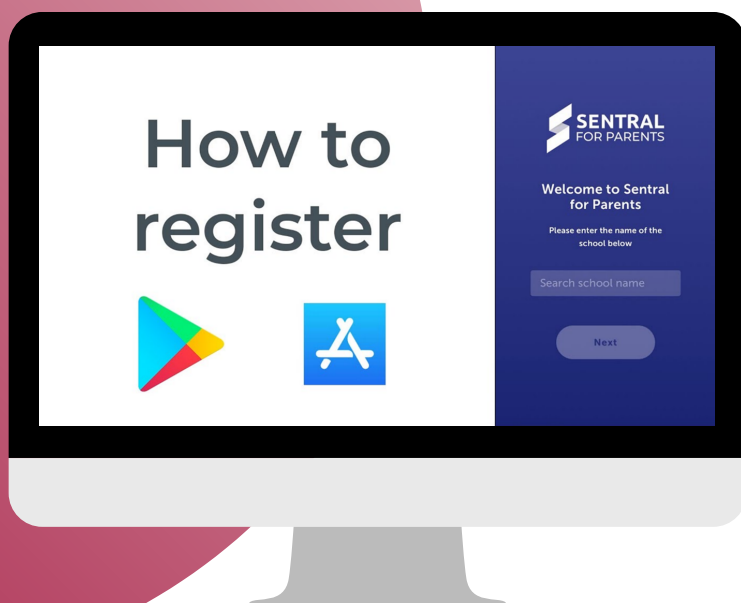 How to
register
SENTRAL
FOR PARENTS
Welcome to Sentral
for Parents
Please enter the name of the
school below
Search school name
Next